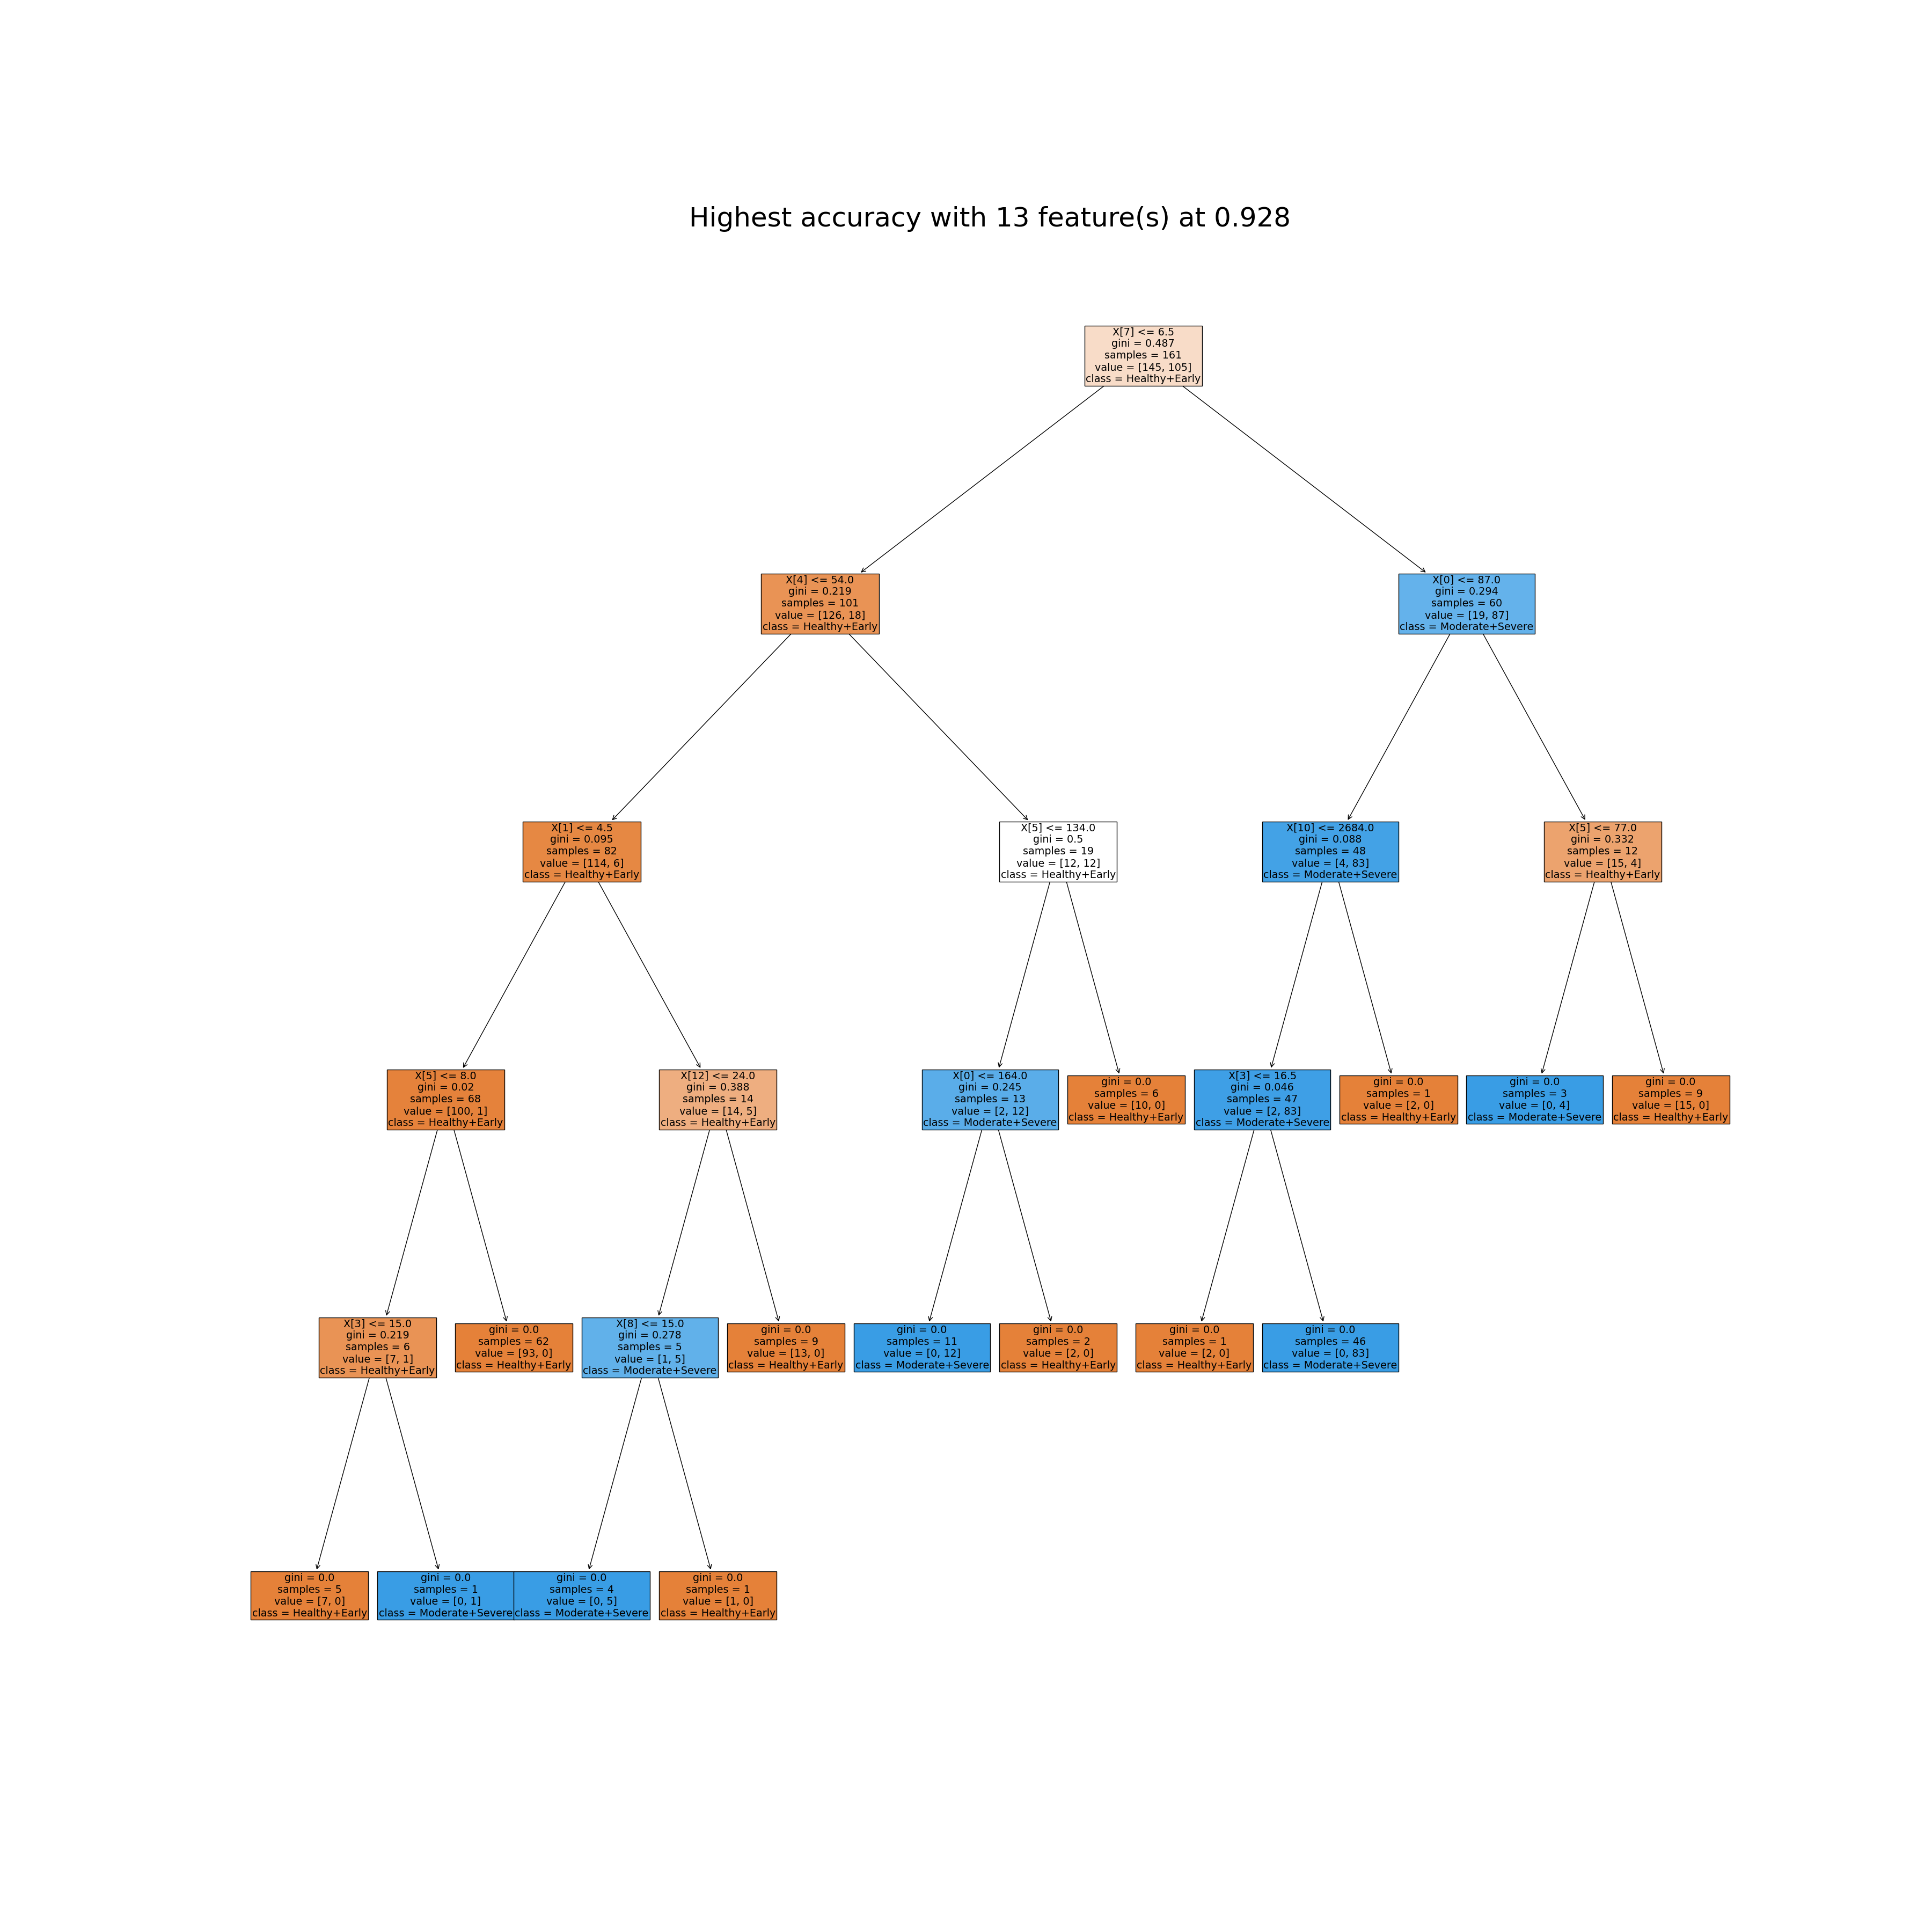 Highest accuracy with 13 feature(s) at 0.928
X[7] <= 6.5
gini = 0.487
samples = 161
value = [145, 105]
class = Healthy+Early
X[4] <= 54.0
gini = 0.219
samples = 101
value = [126, 18]
class = Healthy+Early
X[0] <= 87.0
gini = 0.294
samples = 60
value = [19, 87]
class = Moderate+Severe
X[1] <= 4.5
gini = 0.095
samples = 82
value = [114, 6]
class = Healthy+Early
X[5] <= 134.0
gini = 0.5
samples = 19
value = [12, 12]
class = Healthy+Early
X[10] <= 2684.0
gini = 0.088
samples = 48
value = [4, 83]
class = Moderate+Severe
X[5] <= 77.0
gini = 0.332
samples = 12
value = [15, 4]
class = Healthy+Early
X[5] <= 8.0
gini = 0.02
samples = 68
value = [100, 1]
class = Healthy+Early
X[12] <= 24.0
gini = 0.388
samples = 14
value = [14, 5]
class = Healthy+Early
X[0] <= 164.0
gini = 0.245
samples = 13
value = [2, 12]
class = Moderate+Severe
gini = 0.0
samples = 6
value = [10, 0]
class = Healthy+Early
X[3] <= 16.5
gini = 0.046
samples = 47
value = [2, 83]
class = Moderate+Severe
gini = 0.0
samples = 1
value = [2, 0]
class = Healthy+Early
gini = 0.0
samples = 3
value = [0, 4]
class = Moderate+Severe
gini = 0.0
samples = 9
value = [15, 0]
class = Healthy+Early
X[3] <= 15.0
gini = 0.219
samples = 6
value = [7, 1]
class = Healthy+Early
gini = 0.0
samples = 62
value = [93, 0]
class = Healthy+Early
X[8] <= 15.0
gini = 0.278
samples = 5
value = [1, 5]
class = Moderate+Severe
gini = 0.0
samples = 9
value = [13, 0]
class = Healthy+Early
gini = 0.0
samples = 11
value = [0, 12]
class = Moderate+Severe
gini = 0.0
samples = 2
value = [2, 0]
class = Healthy+Early
gini = 0.0
samples = 1
value = [2, 0]
class = Healthy+Early
gini = 0.0
samples = 46
value = [0, 83]
class = Moderate+Severe
gini = 0.0
samples = 5
value = [7, 0]
class = Healthy+Early
gini = 0.0
samples = 1
value = [0, 1]
class = Moderate+Severe
gini = 0.0
samples = 4
value = [0, 5]
class = Moderate+Severe
gini = 0.0
samples = 1
value = [1, 0]
class = Healthy+Early